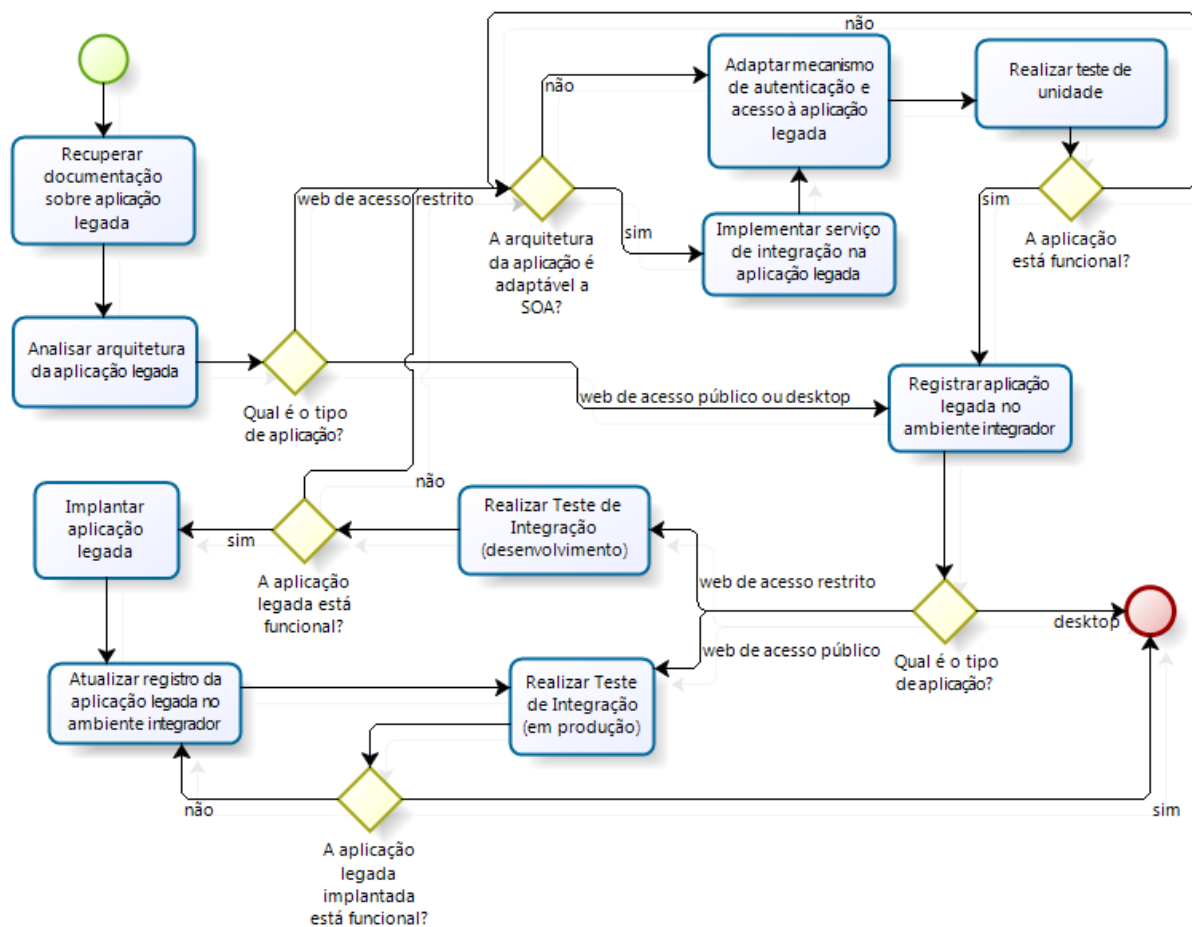 não
Recuperar
documentação
sobre aplicação
legada
Analisar arquitetura
da aplicação legada
Qual é o tipo
de aplicação?
web de acesso restrito
web de acesso público ou desktop
A arquitetura
da aplicação é
adaptável a
SOA?
não
sim
Adaptar mecanismo
de autenticação e
acesso à aplicação
legada
Implementar serviço
de integração na
aplicação legada
Realizar teste de
unidade
sim
A aplicação
está funcional?
Registrar aplicação
legada no
ambiente integrador
Implantar
aplicação
legada
sim
não
A aplicação
legada está
funcional?
Realizar Teste de
Integração
(desenvolvimento)
web de acesso restrito
web de acesso público
desktop
Qual é o tipo
de aplicação?
Atualizar registro da
aplicação legada no
ambiente integrador
Realizar Teste
de Integração
(em produção)
não
sim
A aplicação
legada
implantada
está funcional?